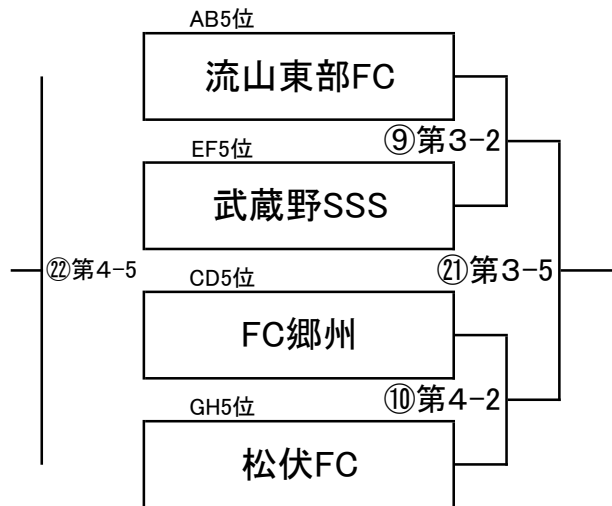 AB5位
流山東部FC
⑨第3-2
EF5位
武蔵野SSS
㉒第4-5
㉑第3-5
CD5位
FC郷州
⑩第4-2
GH5位
松伏FC